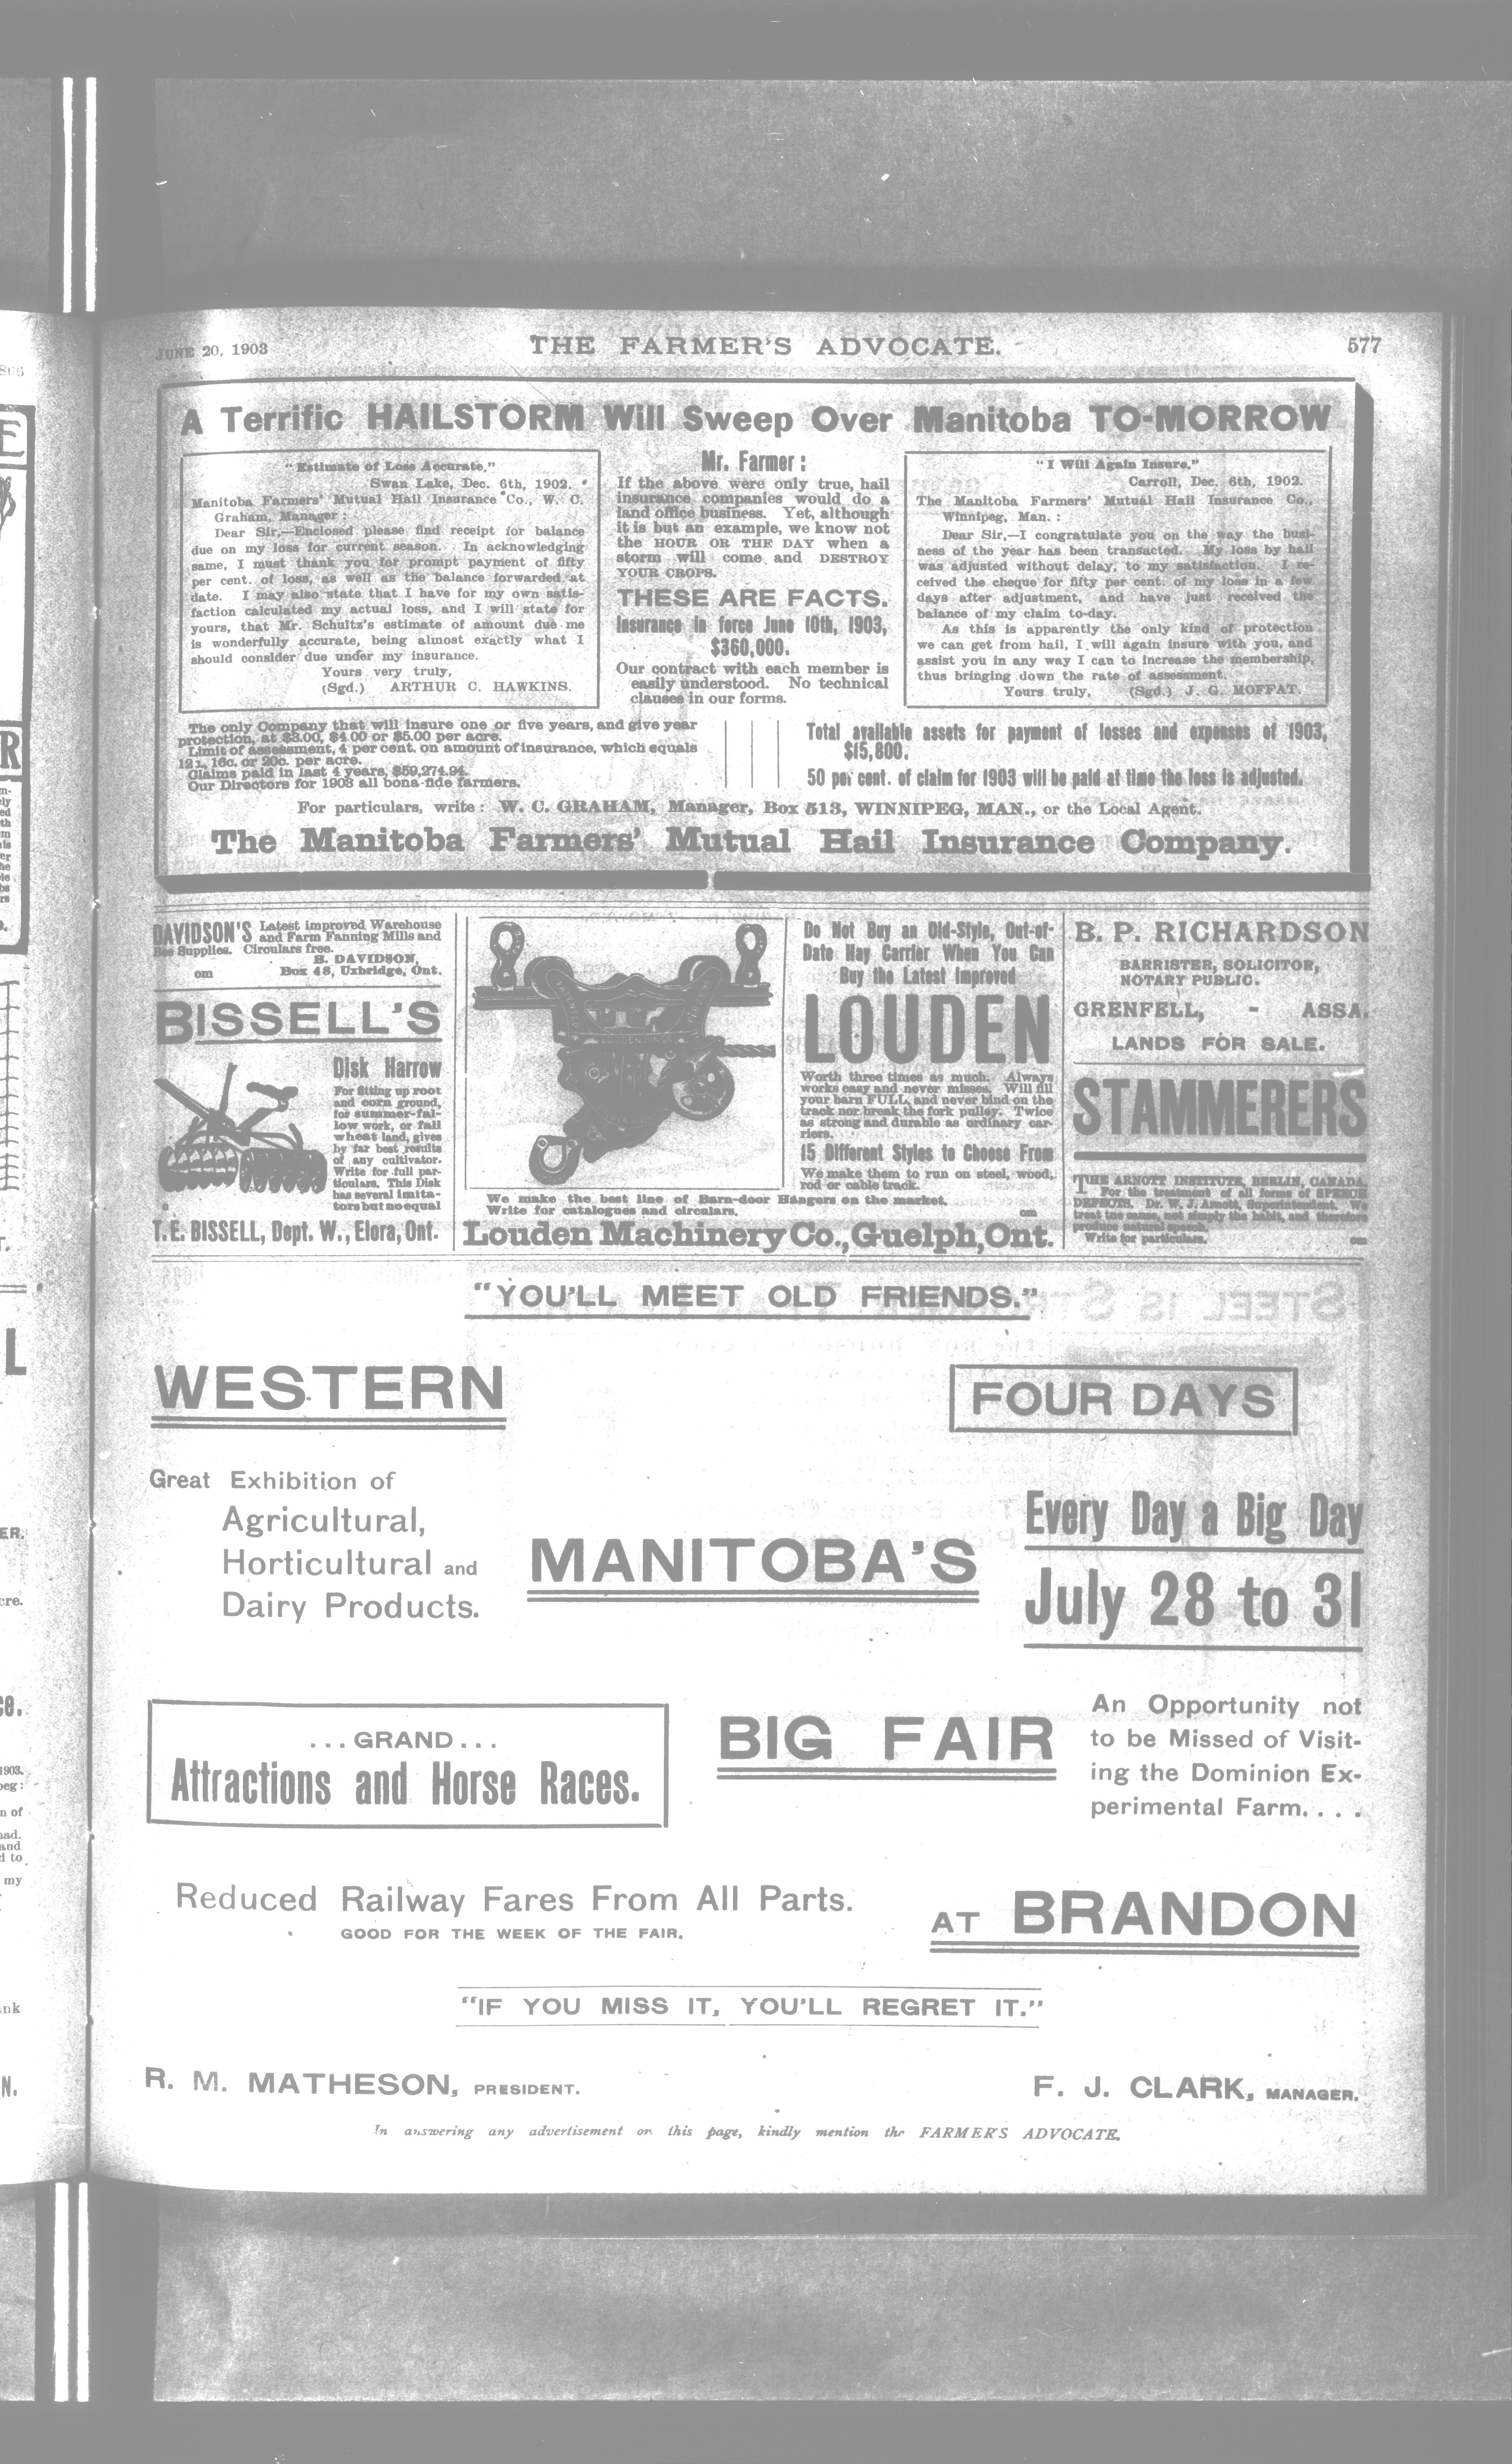 JUNE 20, 1903
THE FARMER'S ADVOCATE.
577
A Terrific HAILSTORM Will Sweep Over Manitoba TO-MORROW
"Estimate of Loss Accurate."
Swan Lake, Dec. 6th, 1902.
Manitoba Farmers' Mutual Hail Insurance Co., W. C.
Graham, Manager:
Dear Sir,—Enclosed please find receipt for balance
due on my loss for current season. In acknowledging
same, I must thank you for prompt payment of fifty
per cent. of loss, as well as the balance forwarded at
date. I may also state that I have for my own satis-
faction calculated my actual loss, and I will state for
yours, that Mr. Schultz's estimate of amount due me
is wonderfully accurate, being almost exactly what I
should consider due under my insurance.
Yours very truly,
(Sgd.) ARTHUR C. HAWKINS.
Mr. Farmer:
If the above were only true, hail
insurance companies would do a
land office business. Yet, although
it is but an example, we know not
the HOUR OR THE DAY when a
storm will come and DESTROY
YOUR CROPS.
THESE ARE FACTS.
Insurance in force June 10th, 1903,
$360,000.
Our contract with each member is
easily understood. No technical
clauses in our forms.
"I Will Again Insure."
Carroll, Dec. 6th, 1902.
The Manitoba Farmers' Mutual Hail Insurance Co.,
Winnipeg, Man.:
Dear Sir,—I congratulate you on the way the busi-
ness of the year has been transacted. My loss by hail
was adjusted without delay, to my satisfaction. I re-
ceived the cheque for fifty per cent. of my loss in a few
days after adjustment, and have just received the
balance of my claim to-day.
As this is apparently the only kind of protection
we can get from hail, I will again insure with you, and
assist you in any way I can to increase the membership,
thus bringing down the rate of assessment.
Yours truly, (Sgd.) J. G. MOFFAT.
The only Company that will insure one or five years, and give year
protection, at $3.00, $4.00 or $5.00 per acre.
Limit of assessment, 4 per cent. on amount of insurance, which equals
12c., 16c. or 20c. per acre.
Claims paid in last 4 years, $59,274.94.
Our Directors for 1903 all bona-fide farmers.
Total available assets for payment of losses and expenses of 1903,
$15,800.
50 per cent. of claim for 1903 will be paid at time the loss is adjusted.
For particulars, write: W. C. GRAHAM, Manager, Box 513, WINNIPEG, MAN., or the Local Agent.
The Manitoba Farmers' Mutual Hail Insurance Company.
DAVIDSON'S Latest improved Warehouse
and Farm Fanning Mills and
Bee Supplies. Circulars free.
B. DAVIDSON,
om Box 48, Uxbridge, Ont.
BISSELL'S
Disk Harrow
For fitting up root
and corn ground,
for summer-fal-
low work, or fall
wheat land, gives
by far best results
of any cultivator.
Write for full par-
ticulars. This Disk
has several imita-
tors but no equal
T. E. BISSELL, Dept. W., Elora, Ont.
Do Not Buy an Old-Style, Out-of-
Date Hay Carrier When You Can
Buy the Latest Improved
LOUDEN
Worth three times as much. Always
works easy and never misses. Will fill
your barn FULL, and never bind on the
track nor break the fork pulley. Twice
as strong and durable as ordinary car-
riers.
15 Different Styles to Choose From
We make them to run on steel, wood,
rod or cable track.
We make the best line of Barn-door Hangers on the market.
Write for catalogues and circulars. om
Louden Machinery Co., Guelph, Ont.
B. P. RICHARDSON
BARRISTER, SOLICITOR,
NOTARY PUBLIC.
GRENFELL, - ASSA.
LANDS FOR SALE.
STAMMERERS
THE ARNOTT INSTITUTE, BERLIN, CANADA,
For the treatment of all forms of SPEECH
DEFECTS. Dr. W. J. Arnott, Superintendent. We
treat the cause, not simply the habit, and therefore
produce natural speech.
Write for particulars. om
"YOU'LL MEET OLD FRIENDS."
WESTERN
FOUR DAYS
Great Exhibition of
Agricultural,
Horticultural and
Dairy Products.
MANITOBA'S
Every Day a Big Day
July 28 to 31
...GRAND...
Attractions and Horse Races.
BIG FAIR
An Opportunity not
to be Missed of Visit-
ing the Dominion Ex-
perimental Farm....
Reduced Railway Fares From All Parts.
GOOD FOR THE WEEK OF THE FAIR.
AT BRANDON
"IF YOU MISS IT, YOU'LL REGRET IT."
R. M. MATHESON, PRESIDENT.
F. J. CLARK, MANAGER.
In answering any advertisement on this page, kindly mention the FARMER'S ADVOCATE.